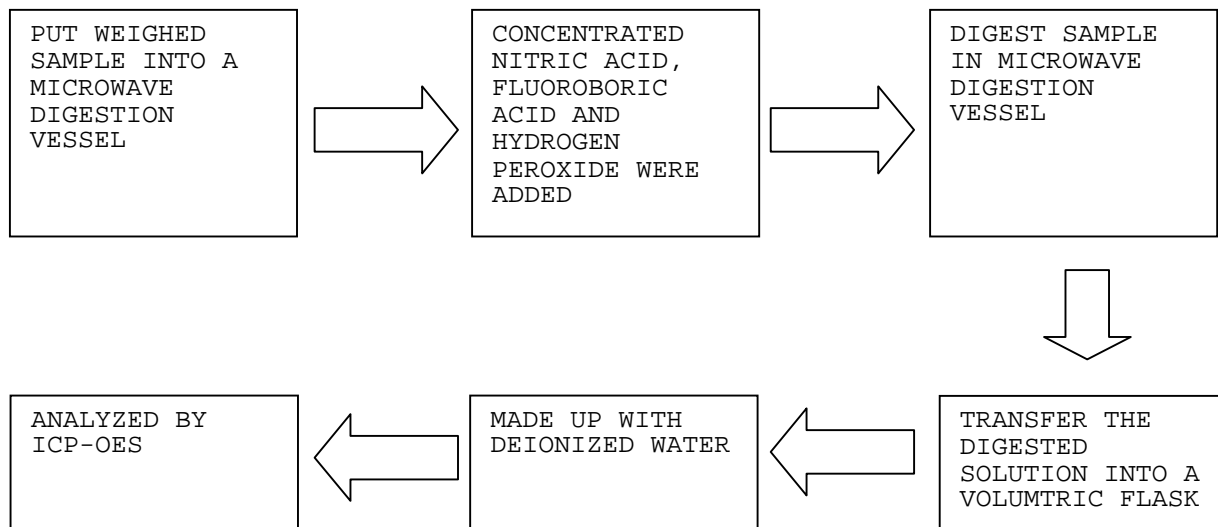 PUT WEIGHED
SAMPLE INTO A
MICROWAVE
DIGESTION
VESSEL
CONCENTRATED
NITRIC ACID,
FLUOROBORIC
ACID AND
HYDROGEN
PEROXIDE WERE
ADDED
DIGEST SAMPLE
IN MICROWAVE
DIGESTION
VESSEL
TRANSFER THE
DIGESTED
SOLUTION INTO A
VOLUMTRIC FLASK
MADE UP WITH
DEIONIZED WATER
ANALYZED BY
ICP-OES